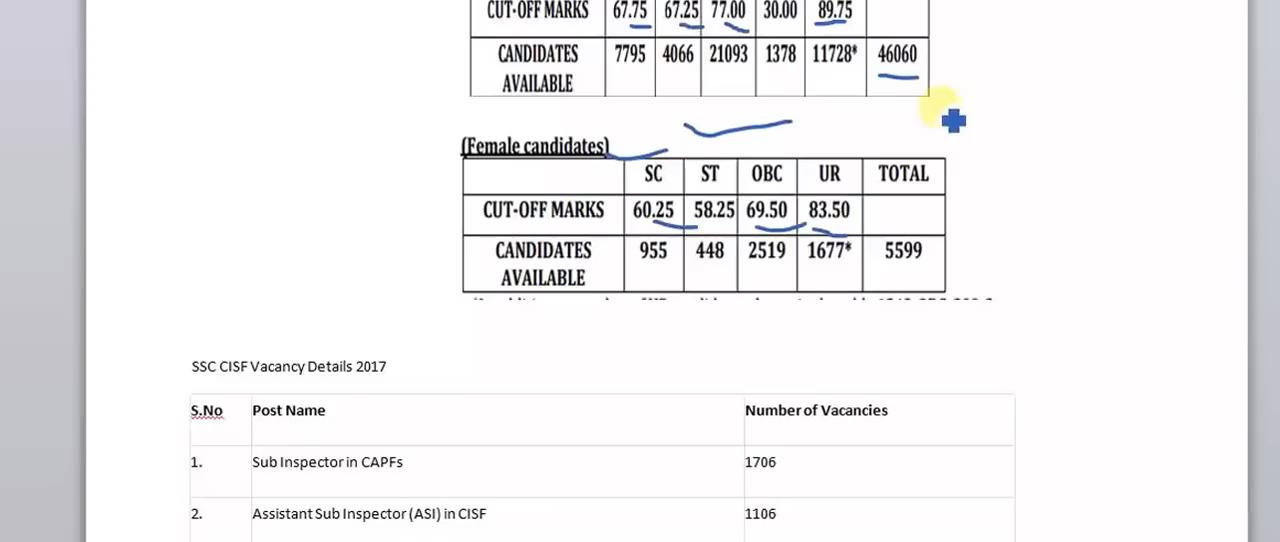 CUT-OFF MARKS 67.75 67.25 77.00 30.00 89.75
CANDIDATES AVAILABLE 7795 4066 21093 1378 11728* 46060
(Female candidates)
SC ST OBC UR TOTAL
CUT-OFF MARKS 60.25 58.25 69.50 83.50
CANDIDATES AVAILABLE 955 448 2519 1677* 5599
SSC CISF Vacancy Details 2017
S.No Post Name Number of Vacancies
1. Sub Inspector in CAPFs 1706
2. Assistant Sub Inspector (ASI) in CISF 1106